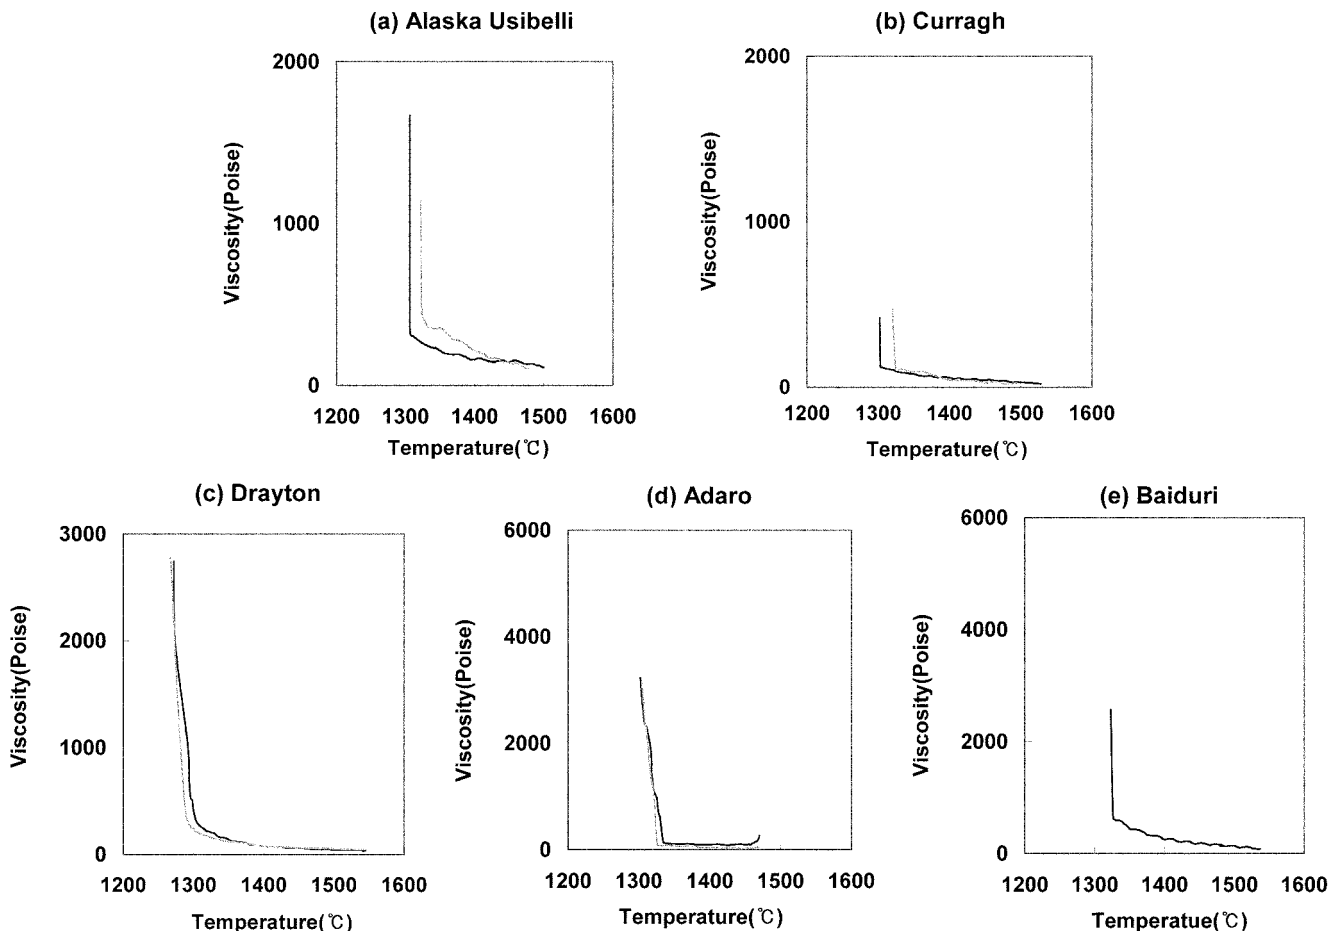 (a) Alaska Usibelli
(b) Curragh
2000
1000
0
Viscosity(Poise)
1200 1300 1400 1500 1600
Temperature(℃)
2000
1000
0
Viscosity(Poise)
1200 1300 1400 1500 1600
Temperature(℃)
(c) Drayton
(d) Adaro
(e) Baiduri
3000
2000
1000
0
Viscosity(Poise)
1200 1300 1400 1500 1600
Temperature(℃)
6000
4000
2000
0
Viscosity(Poise)
1200 1300 1400 1500 1600
Temperature(℃)
6000
4000
2000
0
Viscosity(Poise)
1200 1300 1400 1500 1600
Temperatue(℃)